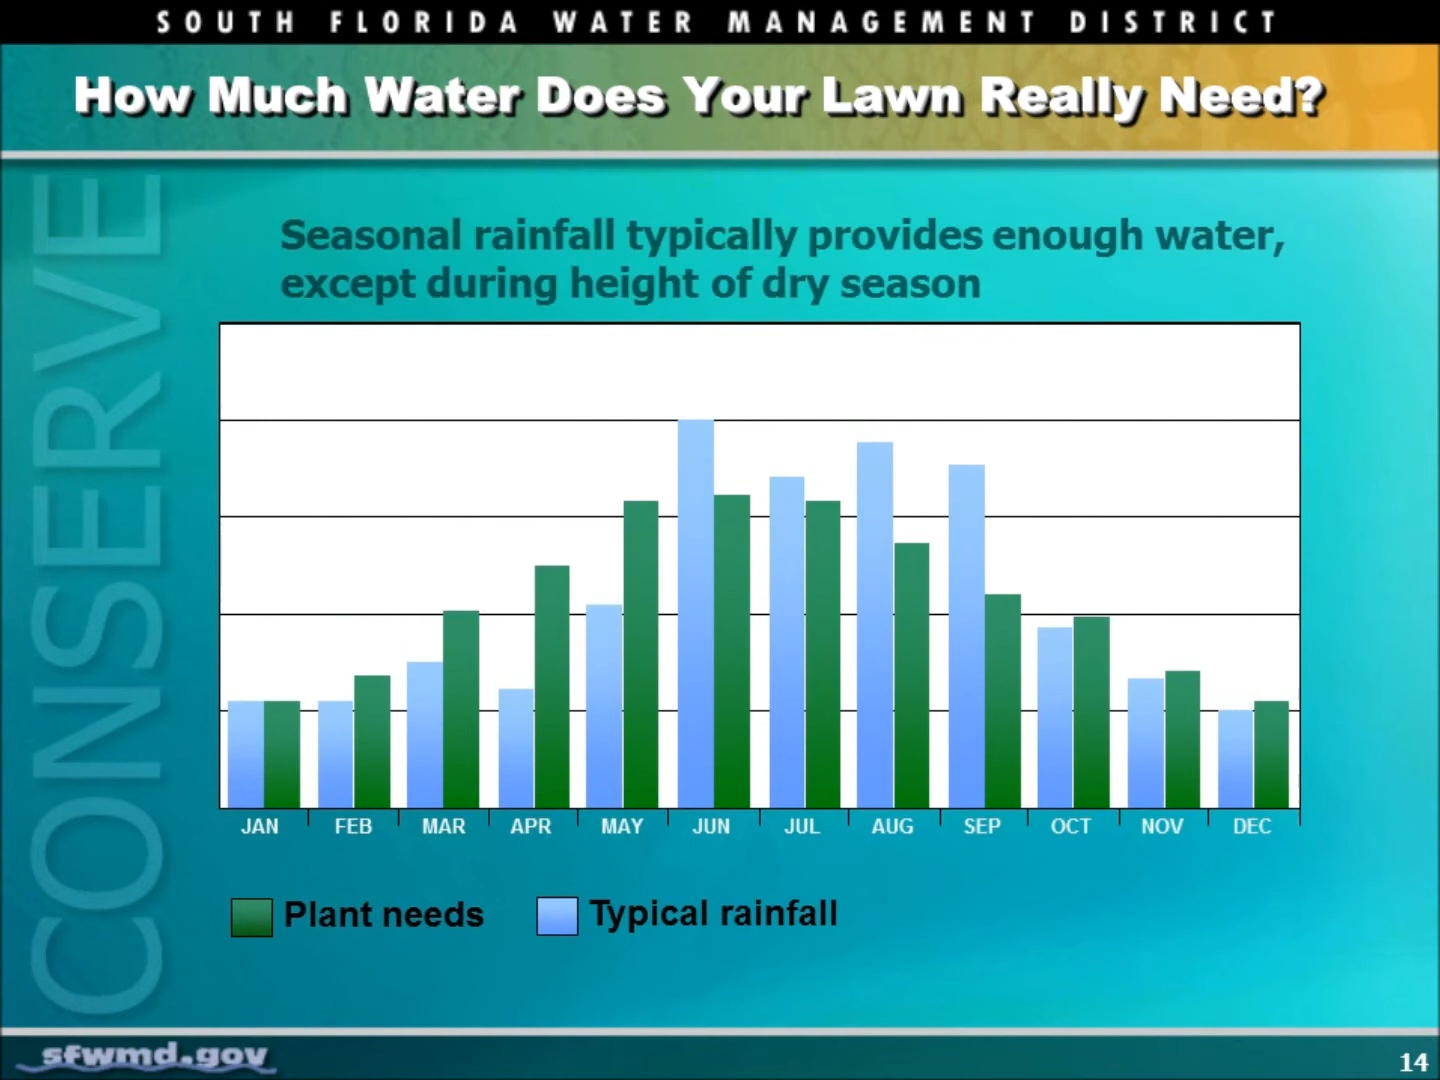 SOUTH FLORIDA WATER MANAGEMENT DISTRICT
How Much Water Does Your Lawn Really Need?
CONSERVE
Seasonal rainfall typically provides enough water,
except during height of dry season
JAN FEB MAR APR MAY JUN JUL AUG SEP OCT NOV DEC
Plant needs Typical rainfall
sfwmd.gov
14